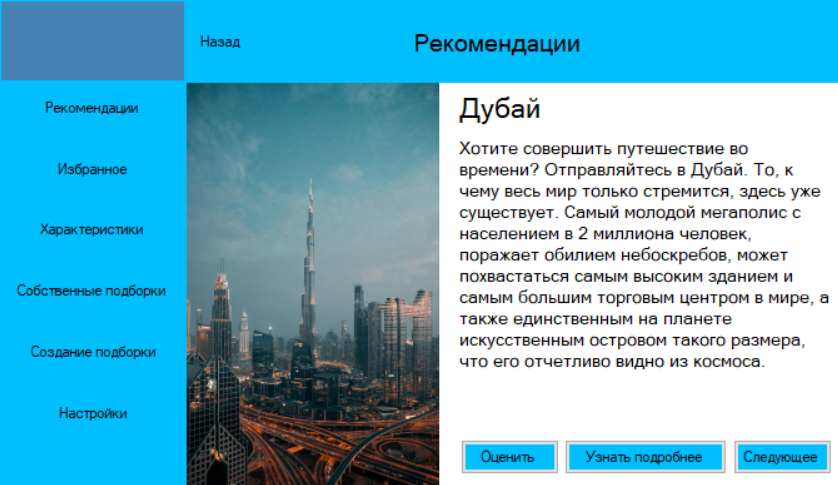 Назад
Рекомендации
Рекомендации
Избранное
Характеристики
Собственные подборки
Создание подборки
Настройки
Дубай
Хотите совершить путешествие во
времени? Отправляйтесь в Дубай. То, к
чему весь мир только стремится, здесь уже
существует. Самый молодой мегаполис с
населением в 2 миллиона человек,
поражает обилием небоскребов, может
похвастаться самым высоким зданием и
самым большим торговым центром в мире, а
также единственным на планете
искусственным островом такого размера,
что его отчетливо видно из космоса.
Оценить
Узнать подробнее
Следующее